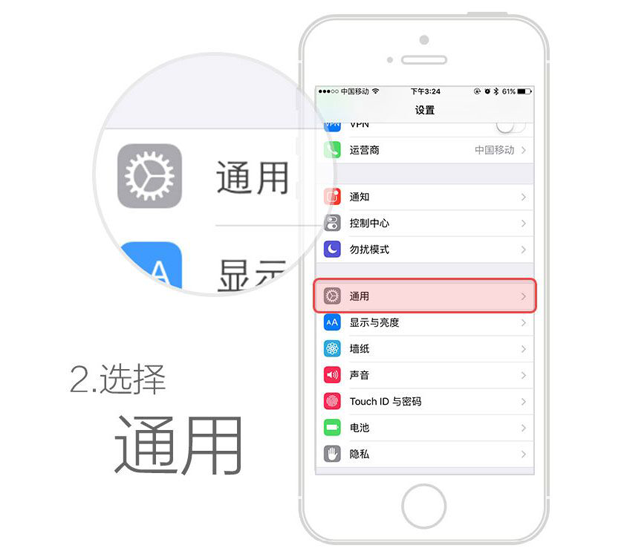 中国移动 下午3:24 61%
设置
VPN
运营商 中国移动
通知
控制中心
勿扰模式
通用
显示与亮度
墙纸
声音
Touch ID 与密码
电池
隐私
通用
显示
AA
2.选择
通用